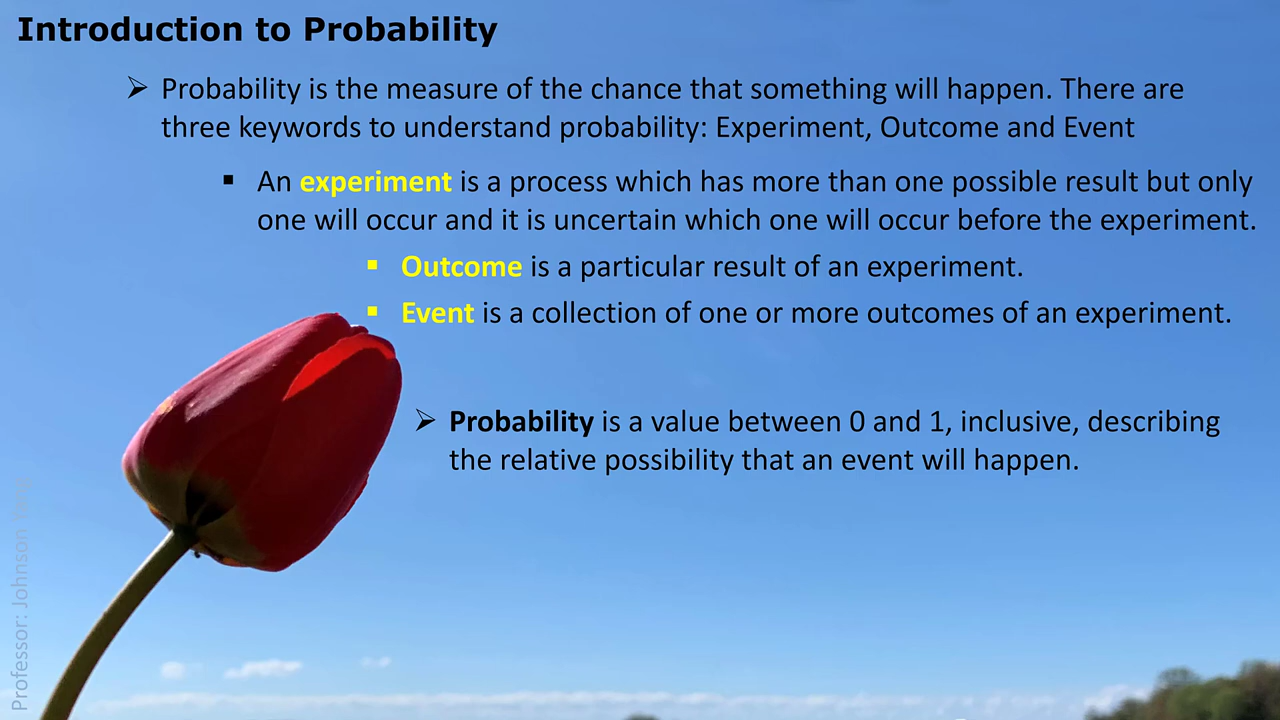 Introduction to Probability
➢ Probability is the measure of the chance that something will happen. There are
three keywords to understand probability: Experiment, Outcome and Event
▪ An experiment is a process which has more than one possible result but only
one will occur and it is uncertain which one will occur before the experiment.
▪ Outcome is a particular result of an experiment.
▪ Event is a collection of one or more outcomes of an experiment.
➢ Probability is a value between 0 and 1, inclusive, describing
the relative possibility that an event will happen.
Professor: Johnson